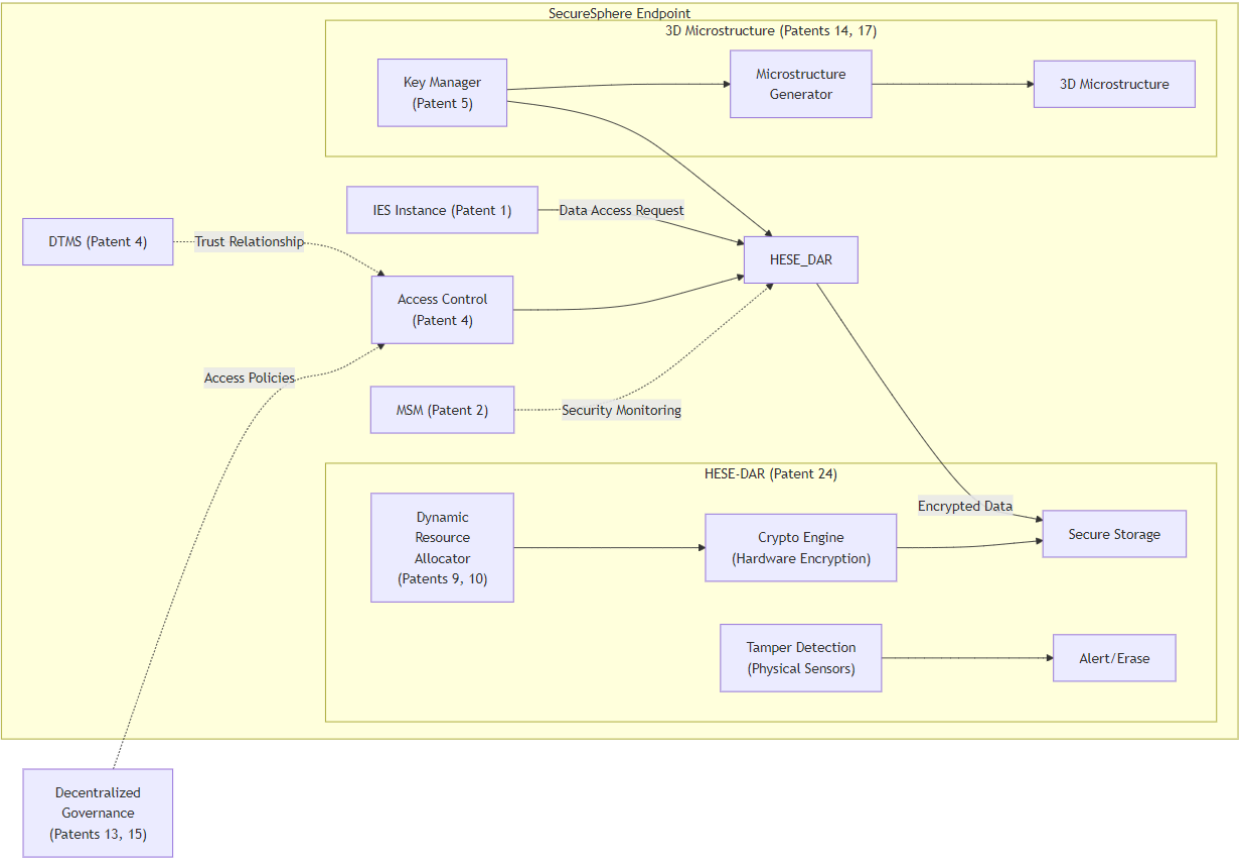 SecureSphere Endpoint
3D Microstructure (Patents 14, 17)
Key Manager
(Patent 5)
Microstructure
Generator
3D Microstructure
IES Instance (Patent 1)
Data Access Request
DTMS (Patent 4)
Trust Relationship
HESE_DAR
Access Control
(Patent 4)
Access Policies
MSM (Patent 2)
Security Monitoring
HESE-DAR (Patent 24)
Dynamic
Resource
Allocator
(Patents 9, 10)
Crypto Engine
(Hardware Encryption)
Encrypted Data
Secure Storage
Tamper Detection
(Physical Sensors)
Alert/Erase
Decentralized
Governance
(Patents 13, 15)